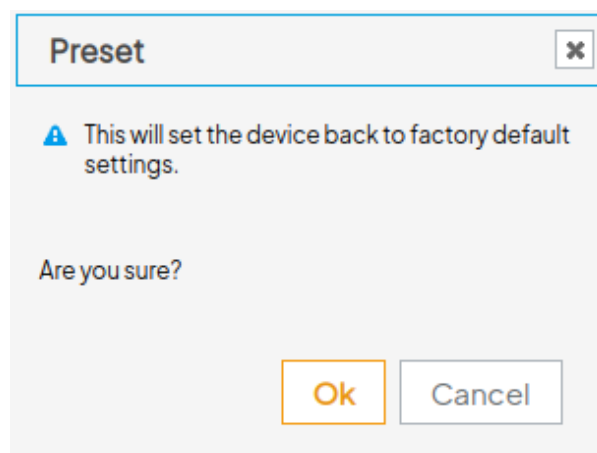 Preset
This will set the device back to factory default
settings.
Are you sure?
Ok
Cancel